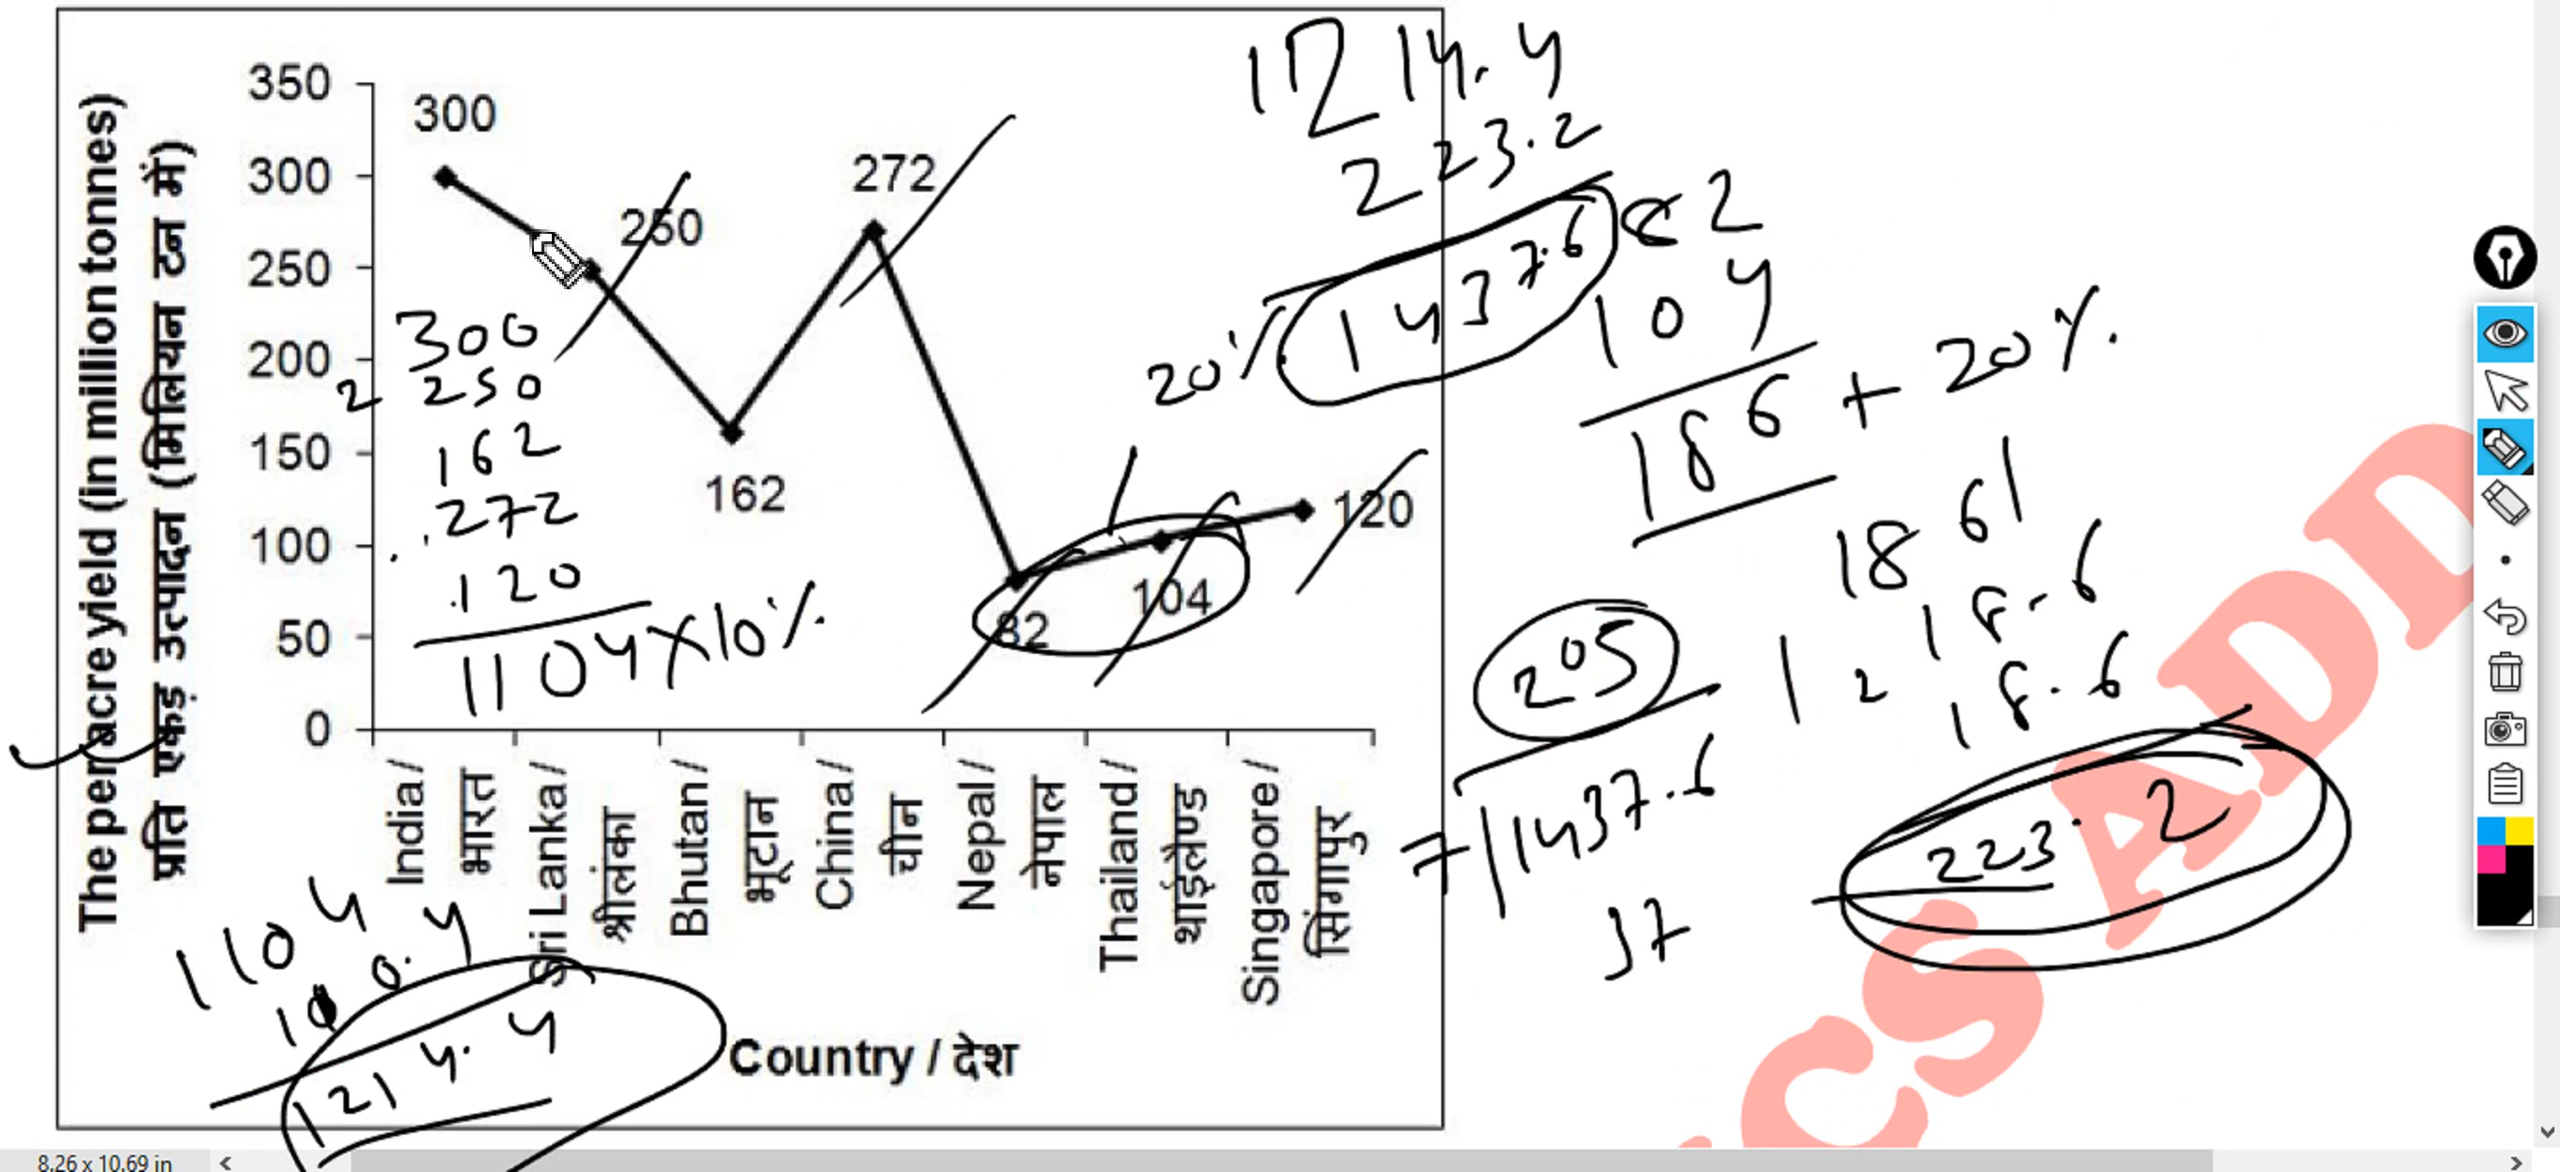 The per acre yield (in million tonnes)
प्रति एकड़ उत्पादन (मिलियन टन में)
350
300
250
200
150
100
50
0
300
250
162
272
82
104
120
India /
भारत
Sri Lanka /
श्रीलंका
Bhutan /
भूटान
China /
चीन
Nepal /
नेपाल
Thailand /
थाईलैण्ड
Singapore /
सिंगापुर
Country / देश
300
2 250
162
272
120
1104 x 10%
1104
110.4
1214.4
1214.4
223.2
1437.6
20%
82
104
186 + 20%
186
18.6
18.6
223.2
205
7 1437.6
37
CS ADD
8.26 x 10.69 in